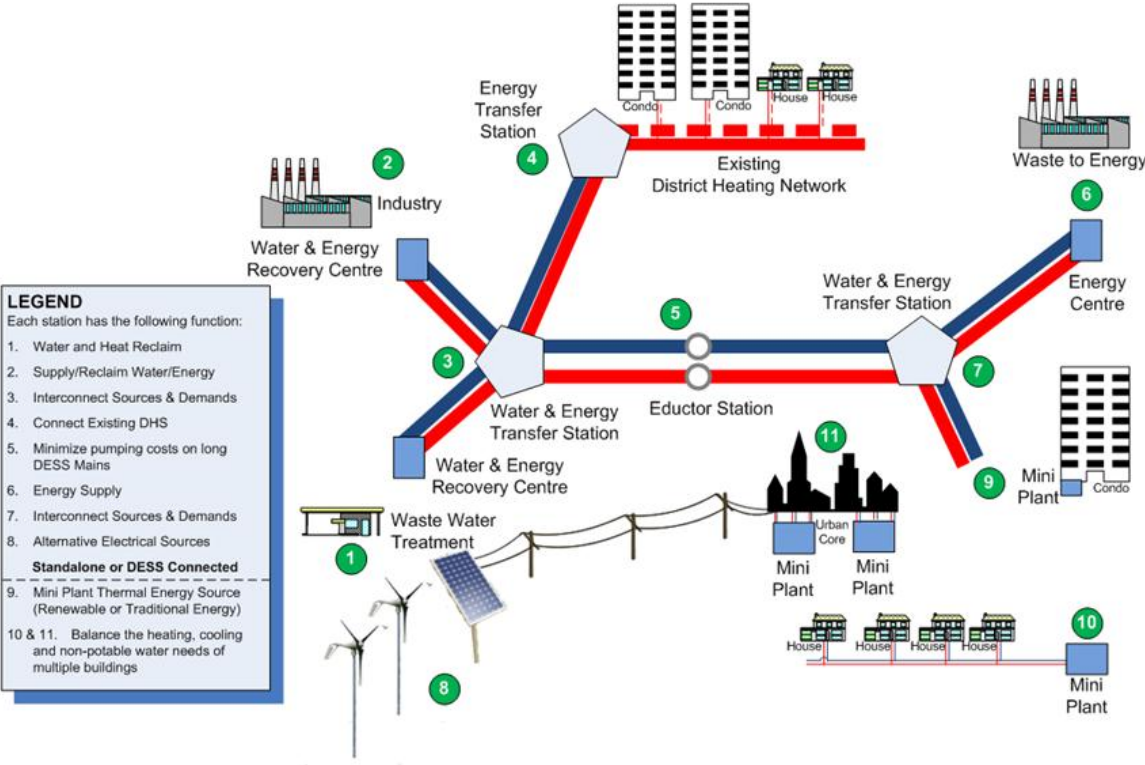 Energy
Transfer
Station
4
Condo
Condo
House
House
Existing
District Heating Network
Waste to Energy
6
Energy
Centre
2
Industry
Water & Energy
Recovery Centre
Water & Energy
Transfer Station
5
Eductor Station
3
Water & Energy
Transfer Station
7
Water & Energy
Recovery Centre
9
Mini
Plant
Condo
11
Urban
Core
Mini
Plant
Mini
Plant
Waste Water
Treatment
1
8
House
House
House
House
10
Mini
Plant
LEGEND
Each station has the following function:
1. Water and Heat Reclaim
2. Supply/Reclaim Water/Energy
3. Interconnect Sources & Demands
4. Connect Existing DHS
5. Minimize pumping costs on long
DESS Mains
6. Energy Supply
7. Interconnect Sources & Demands
8. Alternative Electrical Sources
Standalone or DESS Connected
9. Mini Plant Thermal Energy Source
(Renewable or Traditional Energy)
10 & 11. Balance the heating, cooling
and non-potable water needs of
multiple buildings